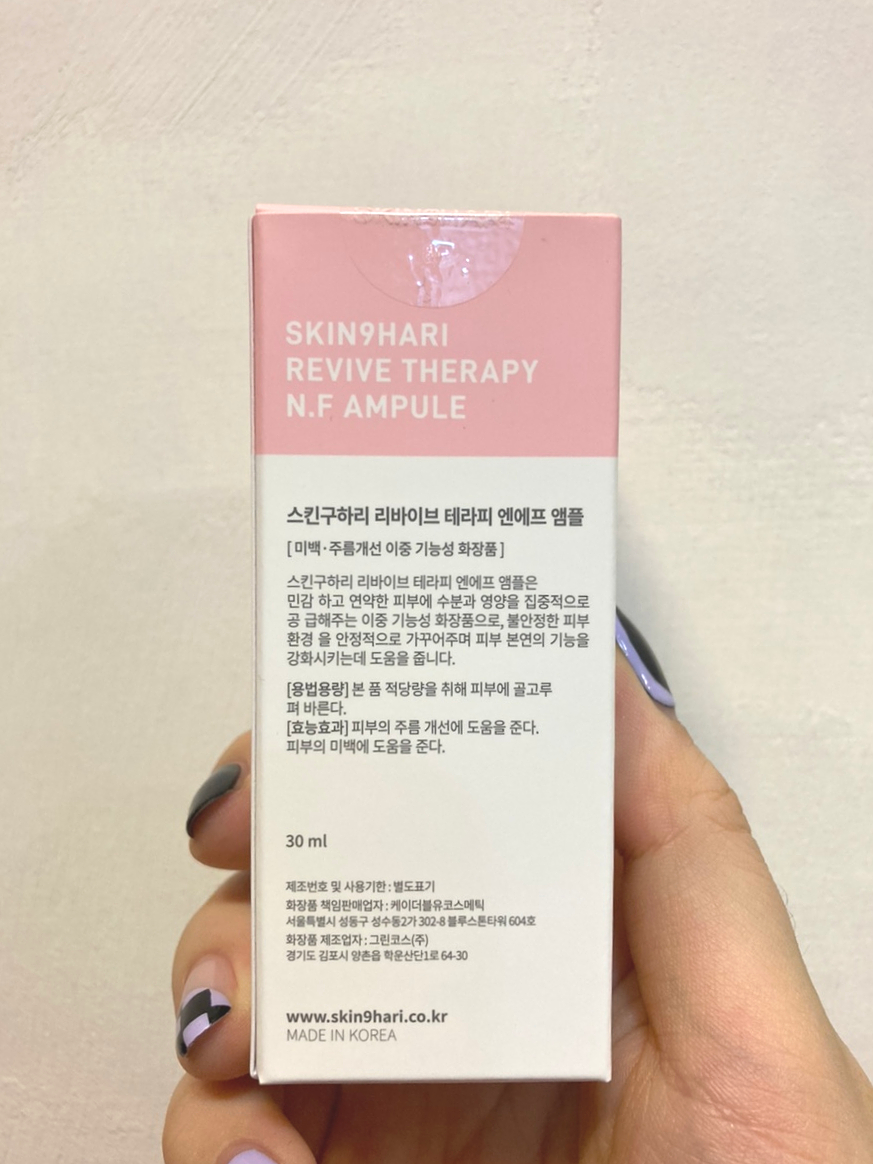 SKIN9HARI
REVIVE THERAPY
N.F AMPULE
스킨구하리 리바이브 테라피 엔에프 앰플
[ 미백·주름개선 이중 기능성 화장품 ]
스킨구하리 리바이브 테라피 엔에프 앰플은
민감 하고 연약한 피부에 수분과 영양을 집중적으로
공 급해주는 이중 기능성 화장품으로, 불안정한 피부
환경 을 안정적으로 가꾸어주며 피부 본연의 기능을
강화시키는데 도움을 줍니다.
[용법용량] 본 품 적당량을 취해 피부에 골고루
펴 바른다.
[효능효과] 피부의 주름 개선에 도움을 준다.
피부의 미백에 도움을 준다.
30 ml
제조번호 및 사용기한 : 별도표기
화장품 책임판매업자 : 케이더블유코스메틱
서울특별시 성동구 성수동2가 302-8 블루스톤타워 604호
화장품 제조업자 : 그린코스(주)
경기도 김포시 양촌읍 학운산단1로 64-30
www.skin9hari.co.kr
MADE IN KOREA